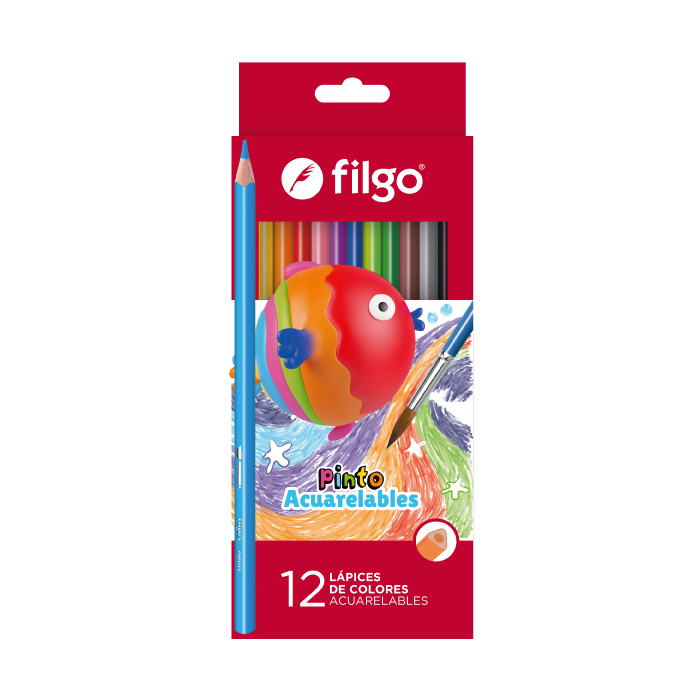 filgo®
Pinto
Acuarelables
12 LÁPICES
DE COLORES
ACUARELABLES